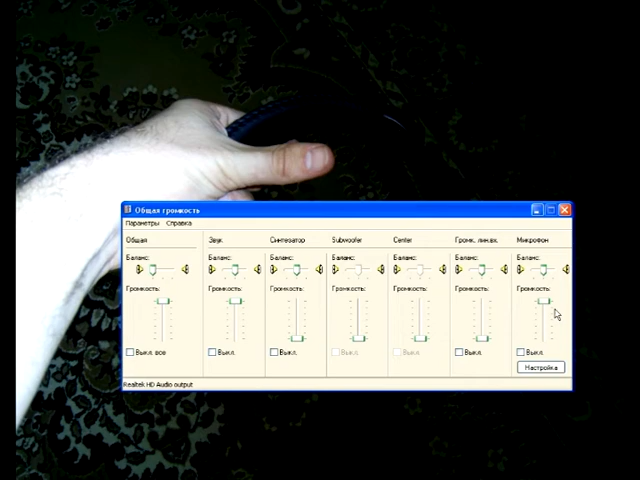 Общая громкость
Параметры Справка
Общая Звук Синтезатор Subwoofer Center Громк. лин.вх. Микрофон
Баланс: Баланс: Баланс: Баланс: Баланс: Баланс: Баланс:
Громкость: Громкость: Громкость: Громкость: Громкость: Громкость: Громкость:
Выкл. все Выкл. Выкл. Выкл. Выкл. Выкл. Выкл.
Настройка
Realtek HD Audio output